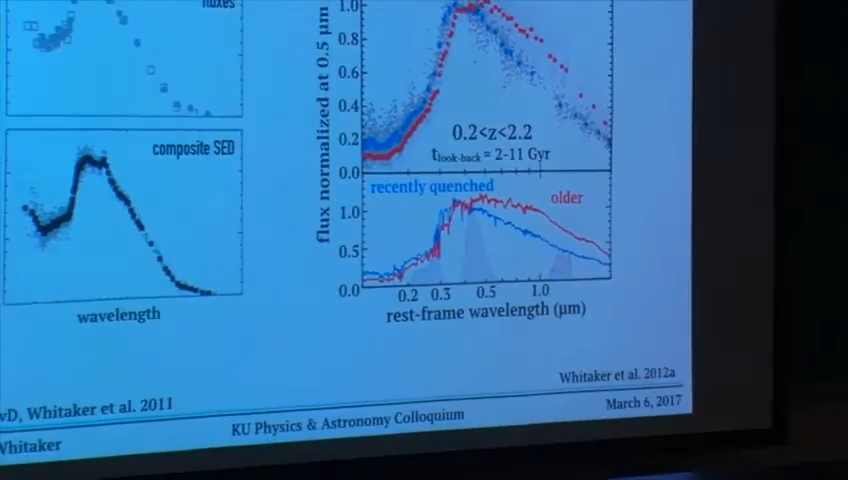 fluxes
composite SED
wavelength
flux normalized at 0.5 μm
1.0
0.8
0.6
0.4
0.2
0.0
0.2<z<2.2
tlook-back = 2-11 Gyr
recently quenched
older
1.0
0.5
0.0
0.2 0.3 0.5 1.0
rest-frame wavelength (μm)
Whitaker et al. 2012a
vD, Whitaker et al. 2011
Whitaker
KU Physics & Astronomy Colloquium
March 6, 2017